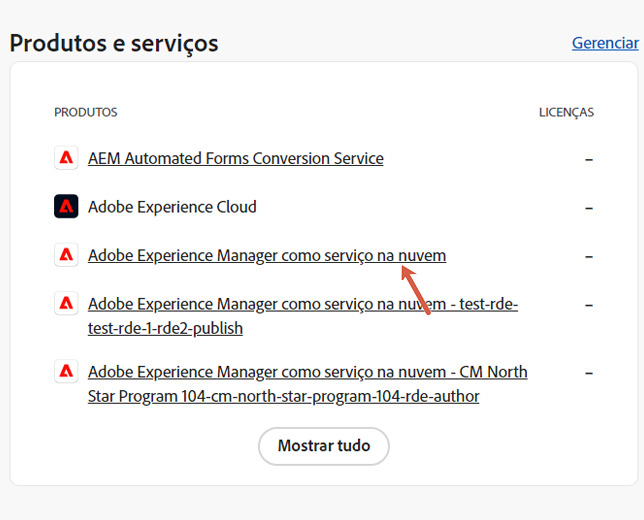 Produtos e serviços
Gerenciar
PRODUTOS
LICENÇAS
AEM Automated Forms Conversion Service
–
Adobe Experience Cloud
–
Adobe Experience Manager como serviço na nuvem
–
Adobe Experience Manager como serviço na nuvem - test-rde-
test-rde-1-rde2-publish
–
Adobe Experience Manager como serviço na nuvem - CM North
Star Program 104-cm-north-star-program-104-rde-author
–
Mostrar tudo